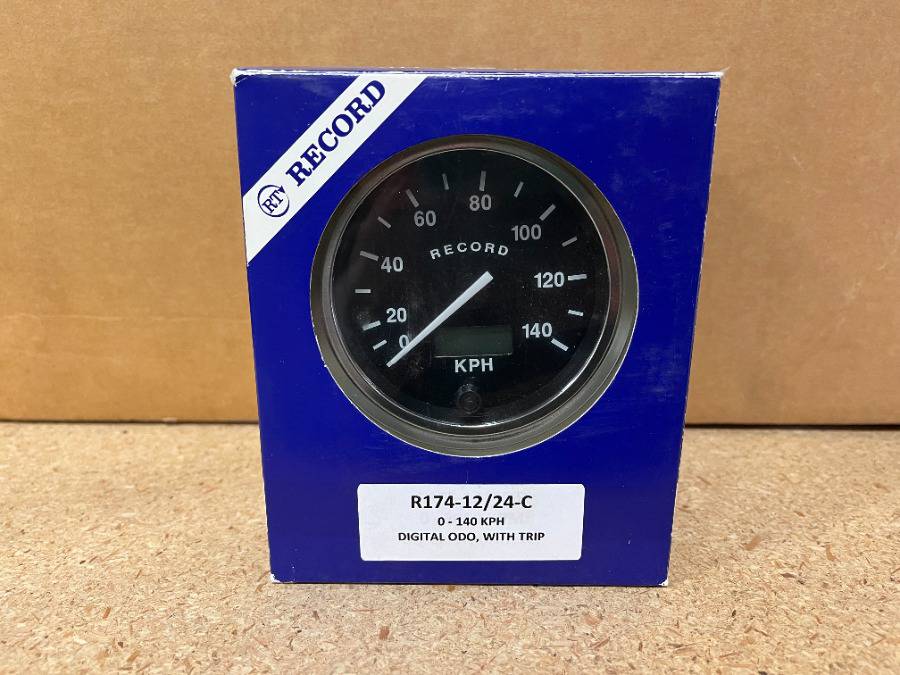 RTV RECORD
80
60
100
RECORD
40
120
20
140
0
KPH
R174-12/24-C
0 - 140 KPH
DIGITAL ODO, WITH TRIP